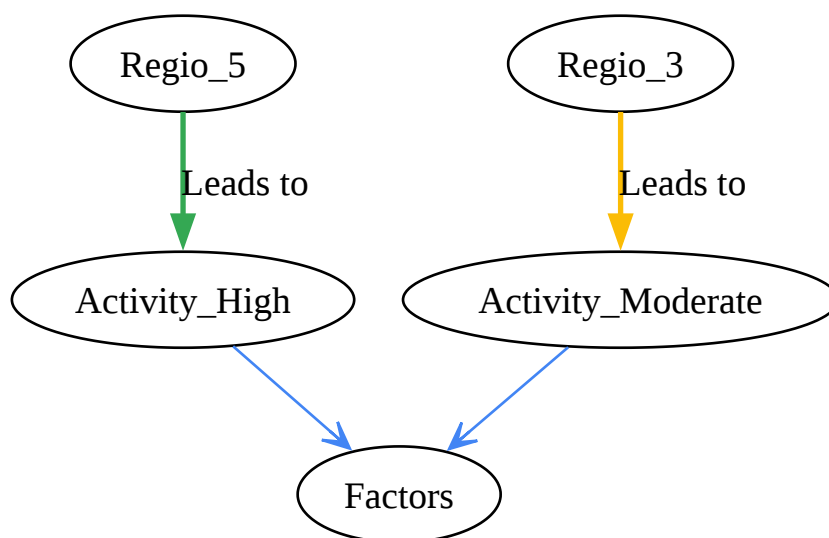 Regio_5
Regio_3
Leads to
Leads to
Activity_High
Activity_Moderate
Factors